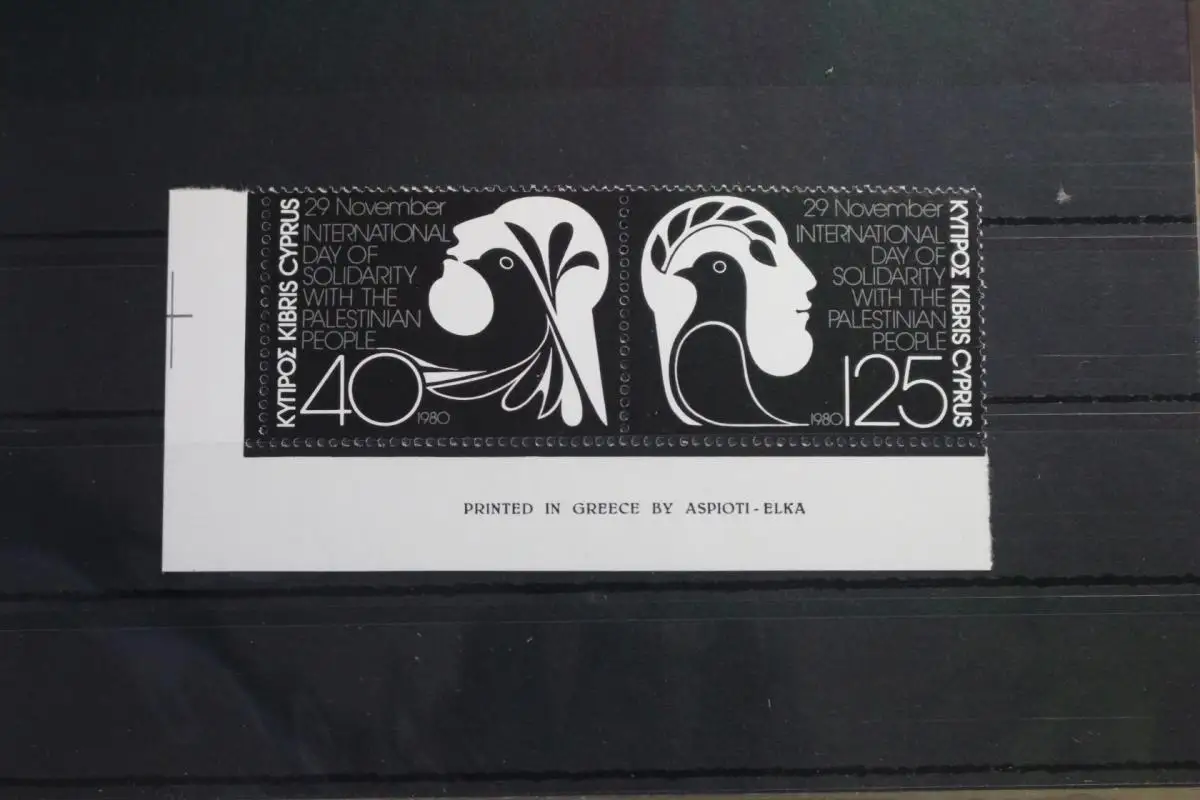 ΚΥΠΡΟΣ KIBRIS CYPRUS
29 November
INTERNATIONAL
DAY OF
SOLIDARITY
WITH THE
PALESTINIAN
PEOPLE
40
1980
29 November
INTERNATIONAL
DAY OF
SOLIDARITY
WITH THE
PALESTINIAN
PEOPLE
1980
125
ΚΥΠΡΟΣ KIBRIS CYPRUS
PRINTED IN GREECE BY ASPIOTI - ELKA